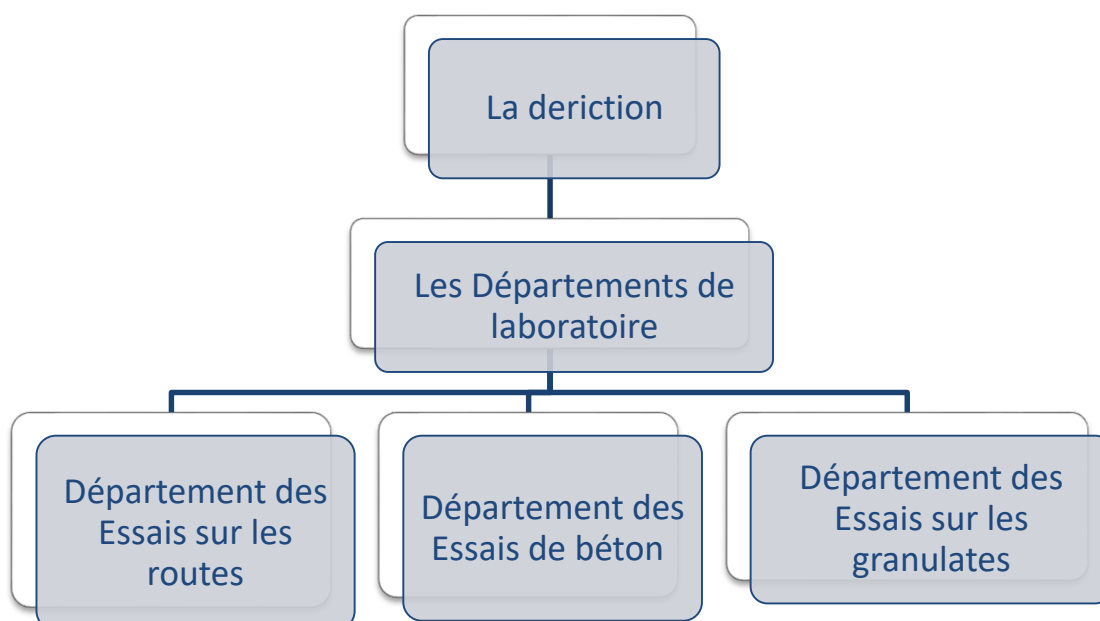 La deriction
Les Départements de
laboratoire
Département des
Essais sur les
routes
Département des
Essais de béton
Département des
Essais sur les
granulates